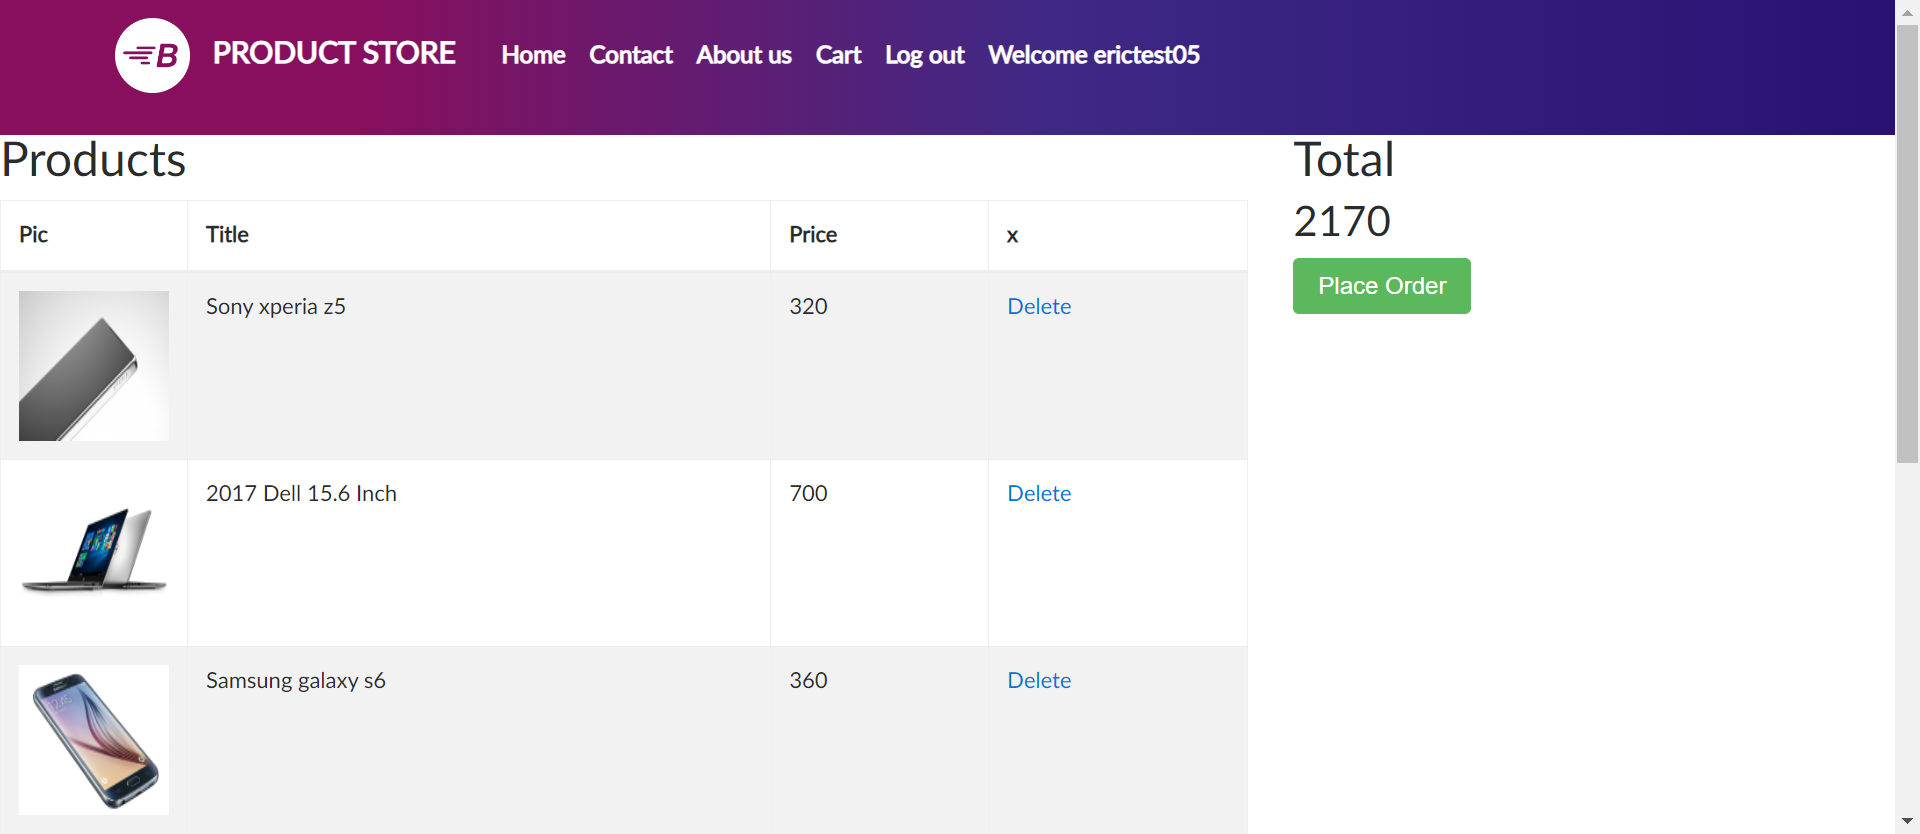 B PRODUCT STORE Home Contact About us Cart Log out Welcome erictest05
Products
Pic Title Price x
Sony xperia z5 320 Delete
2017 Dell 15.6 Inch 700 Delete
Samsung galaxy s6 360 Delete
Total
2170
Place Order